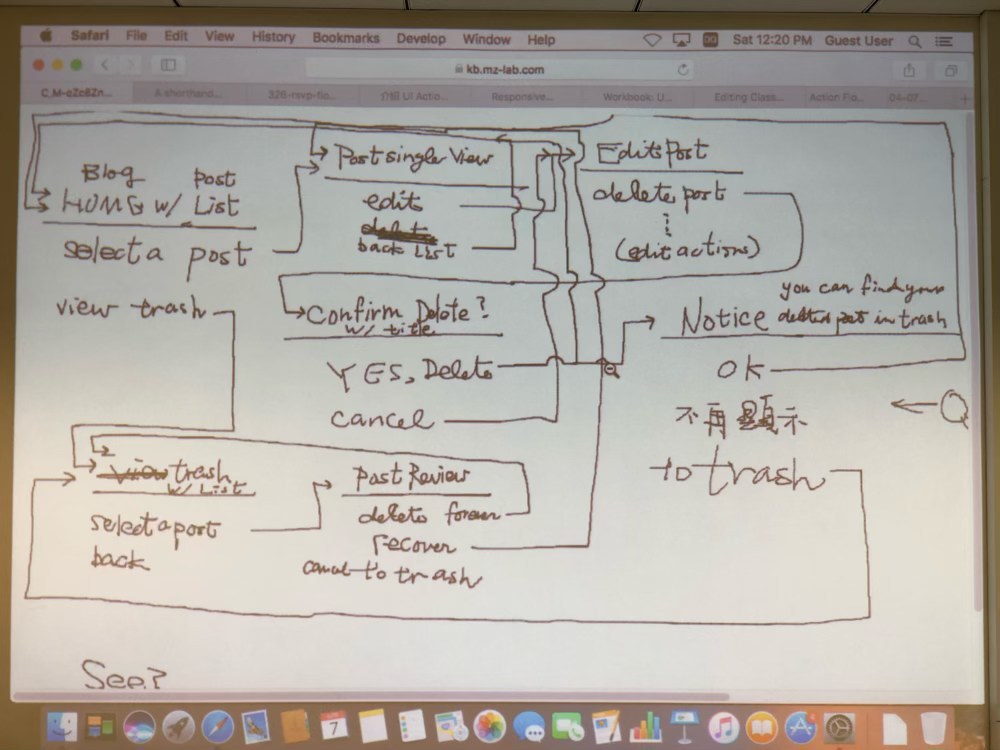 Safari File Edit View History Bookmarks Develop Window Help Sat 12:20 PM Guest User
kb.mz-lab.com
C_M-oZc6Zn... A shorthand... 326-rsvp-flo... 介紹 UI Actio... Responsive... Workbook: U... Editing Class... Action Flo... 04-07...
Blog post
HOME w/ List
select a post
view trash
Post single View
edit
delete
back List
Edit Post
delete post
(edit actions)
Confirm Delete?
w/ title
YES, Delete
cancel
Notice you can find your
deleted post in trash
OK
不再顯示
to trash
Q
view trash
w/ List
select a post
back
Post Review
delete forever
recover
cancel to trash
See?
7